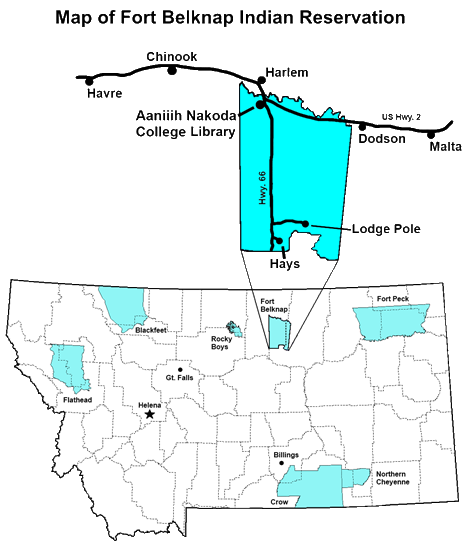 Map of Fort Belknap Indian Reservation
Chinook
Harlem
Havre
Aaniiih Nakoda
College Library
US Hwy. 2
Dodson
Malta
Hwy. 66
Lodge Pole
Hays
Fort
Belknap
Fort Peck
Blackfeet
Rocky
Boys
Gt. Falls
Flathead
Helena
Billings
Northern
Cheyenne
Crow